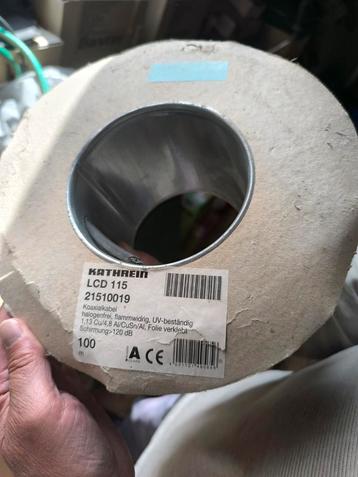 KATHREIN
LCD 115
21510019
Koaxialkabel
halogenfrei, flammwidrig, UV-beständig
1,13 Cu/4,8 Al/CuSn/Al, Folie verklebt
Schirmung>120 dB
100
m
A CE